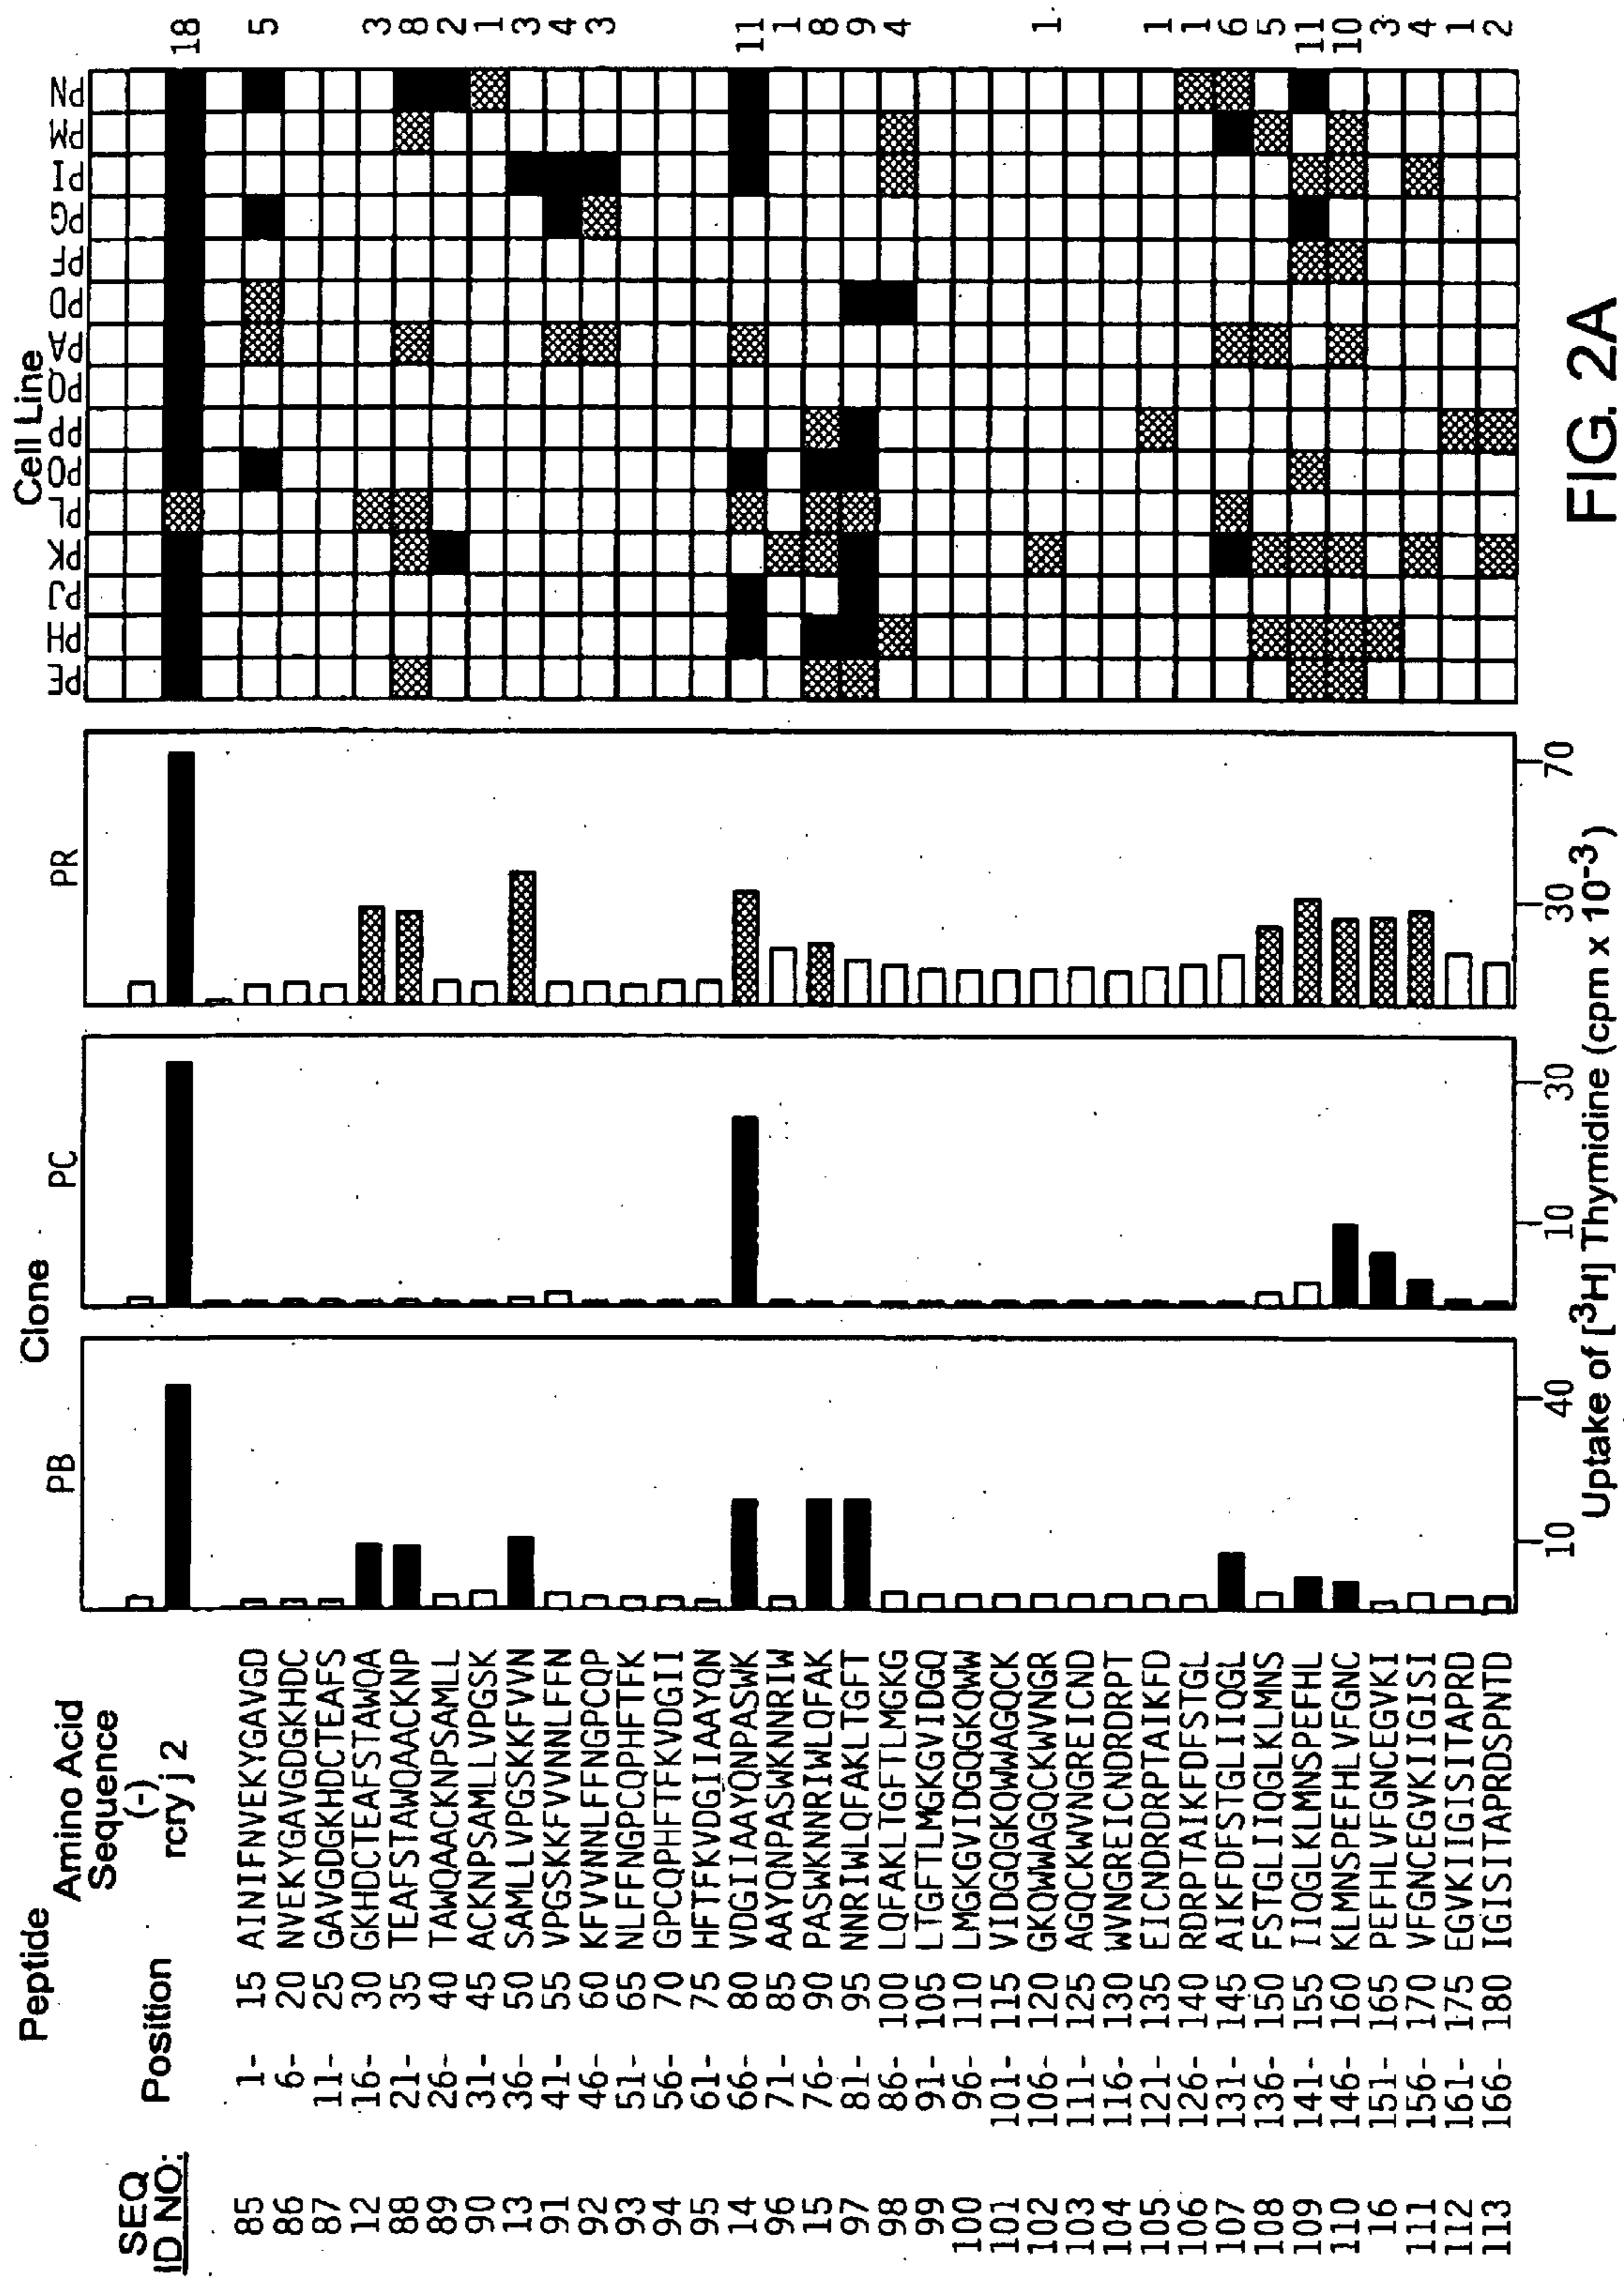 Peptide
Clone
Cell Line
SEQ
ID NO:
Position
Amino Acid
Sequence
(-)
rcry j 2
PB
PC
PR
PE PH PJ PK PL PO PP PQ PA PD PF PG PI PM PN
18
85 1- 15 AINIFNVEKYGAVGD 5
86 6- 20 NVEKYGAVGDGKHDC
87 11- 25 GAVGDGKHDCTEAFS
12 16- 30 GKHDCTEAFSTAWQA 3
88 21- 35 TEAFSTAWQAACKNP 8
89 26- 40 TAWQAACKNPSAMLL 2
90 31- 45 ACKNPSAMLLVPGSK 1
13 36- 50 SAMLLVPGSKKFVVN 3
91 41- 55 VPGSKKFVVNNLFFN 4
92 46- 60 KFVVNNLFFNGPCQP 3
93 51- 65 NLFFNGPCQPHFTFK
94 56- 70 GPCQPHFTFKVDGII
95 61- 75 HFTFKVDGIIAAYQN
14 66- 80 VDGIIAAYQNPASWK 11
96 71- 85 AAYQNPASWKNNRIW 1
15 76- 90 PASWKNNRIWLQFAK 8
97 81- 95 NNRIWLQFAKLTGFT 9
98 86- 100 LQFAKLTGFTLMGKG 4
99 91- 105 LTGFTLMGKGVIDGQ
100 96- 110 LMGKGVIDGQGKQWW
101 101- 115 VIDGQGKQWWAGQCK
102 106- 120 GKQWWAGQCKWVNGR 1
103 111- 125 AGQCKWVNGREICND
104 116- 130 WVNGREICNDRDRPT
105 121- 135 EICNDRDRPTAIKFD 1
106 126- 140 RDRPTAIKFDFSTGL 1
107 131- 145 AIKFDFSTGLIIQGL 6
108 136- 150 FSTGLIIQGLKLMNS 5
109 141- 155 IIQGLKLMNSPEFHL 11
110 146- 160 KLMNSPEFHLVFGNC 10
16 151- 165 PEFHLVFGNCEGVKI 3
111 156- 170 VFGNCEGVKIIGISI 4
112 161- 175 EGVKIIGISITAPRD 1
113 166- 180 IGISITAPRDSPNTD 2
10 40
10 30
30 70
Uptake of [³H] Thymidine (cpm x 10⁻³)
FIG. 2A